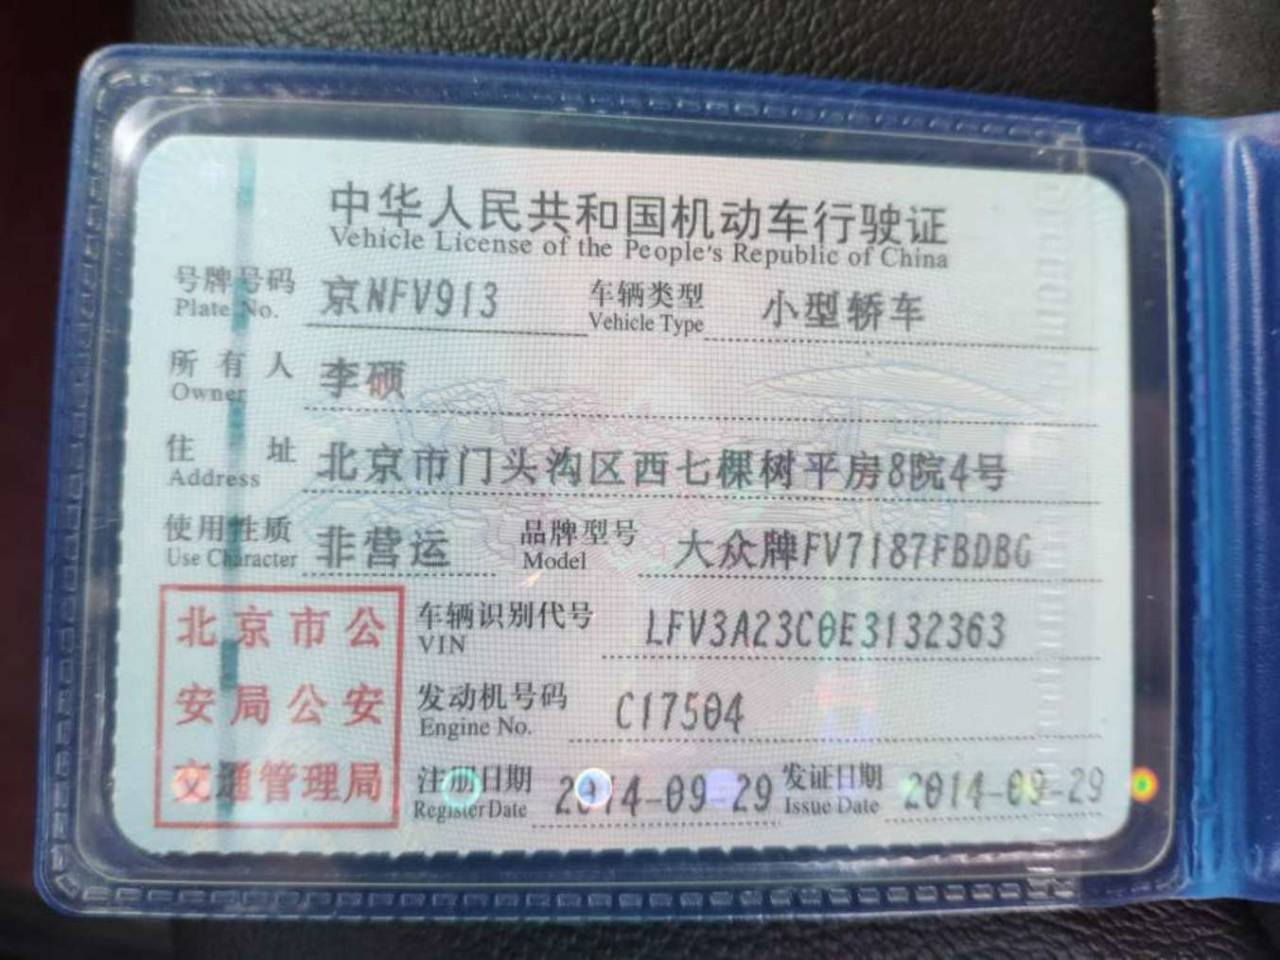 中华人民共和国机动车行驶证
Vehicle License of the People's Republic of China
号牌号码 京NFV913 车辆类型 小型轿车
Plate No. Vehicle Type
所有人 李硕
Owner
住址 北京市门头沟区西七棵树平房8院4号
Address
使用性质 非营运 品牌型号 大众牌FV7187FBDBG
Use Character Model
北京市公
安局公安
交通管理局
车辆识别代号 LFV3A23C0E3132363
VIN
发动机号码 C17504
Engine No.
注册日期 2014-09-29 发证日期 2014-09-29
Register Date Issue Date